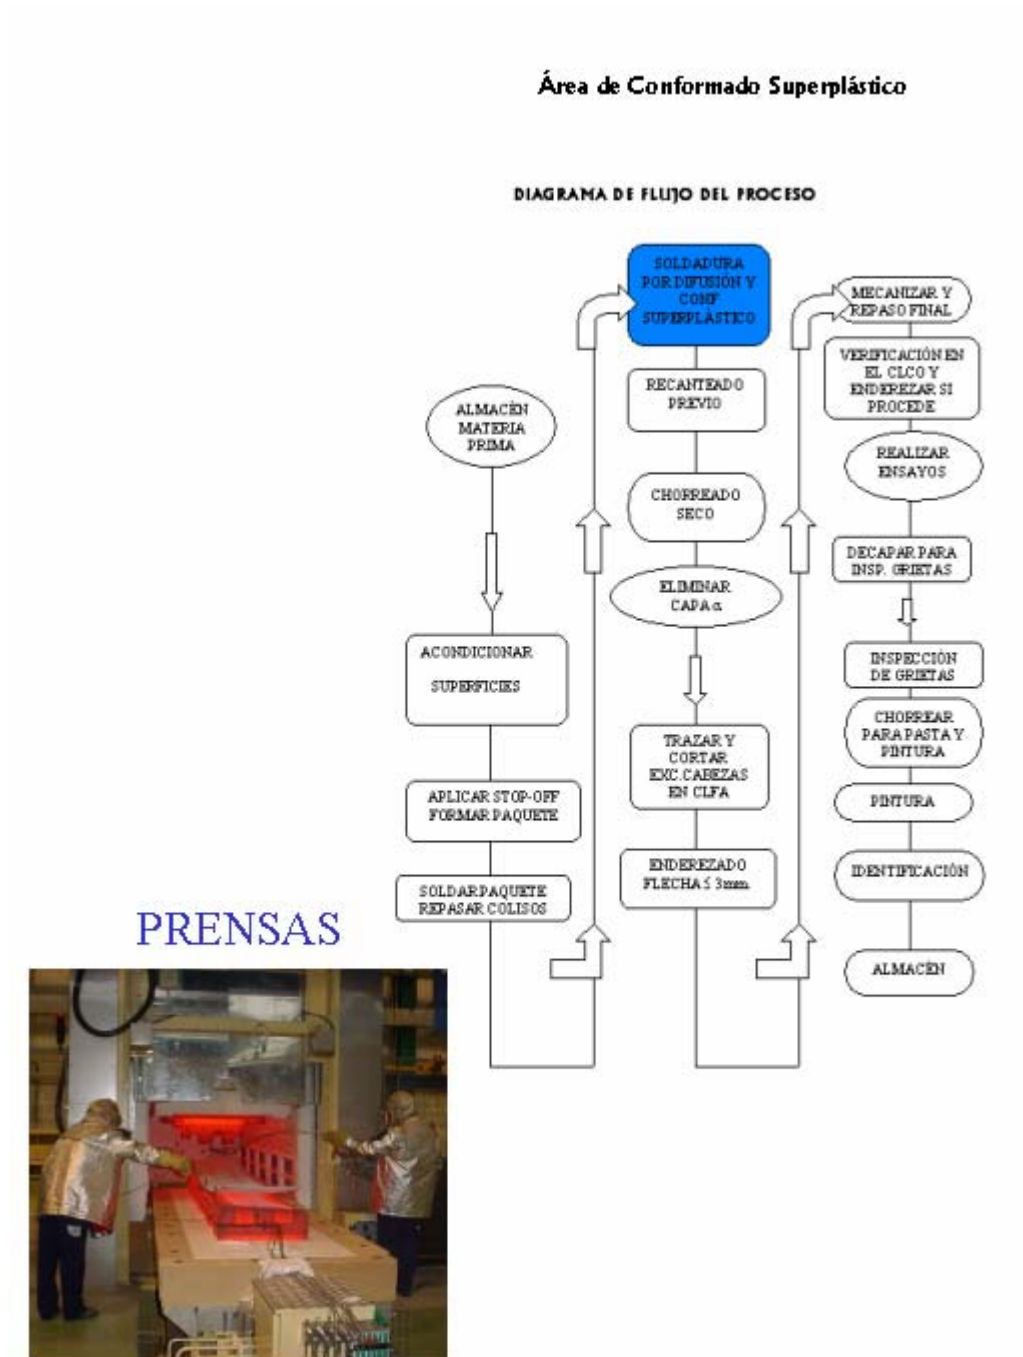 Área de Conformado Superplástico
DIAGRAMA DE FLUJO DEL PROCESO
ALMACÉN
MATERIA
PRIMA
ACONDICIONAR
SUPERFICIES
APLICAR STOP-OFF
FORMAR PAQUETE
SOLDAR PAQUETE
REPASAR COLISOS
SOLDADURA
POR DIFUSIÓN Y
CONF
SUPERPLÁSTICO
RECANTEADO
PREVIO
CHORREADO
SECO
ELIMINAR
CAPA α
TRAZAR Y
CORTAR
EXC.CABEZAS
EN CLFA
ENDEREZADO
FLECHA ≤ 3mm.
MECANIZAR Y
REPASO FINAL
VERIFICACIÓN EN
EL CLCO Y
ENDEREZAR SI
PROCEDE
REALIZAR
ENSAYOS
DECAPAR PARA
INSP. GRIETAS
INSPECCIÓN
DE GRIETAS
CHORREAR
PARA PASTA Y
PINTURA
PINTURA
IDENTIFICACIÓN
ALMACÉN
PRENSAS